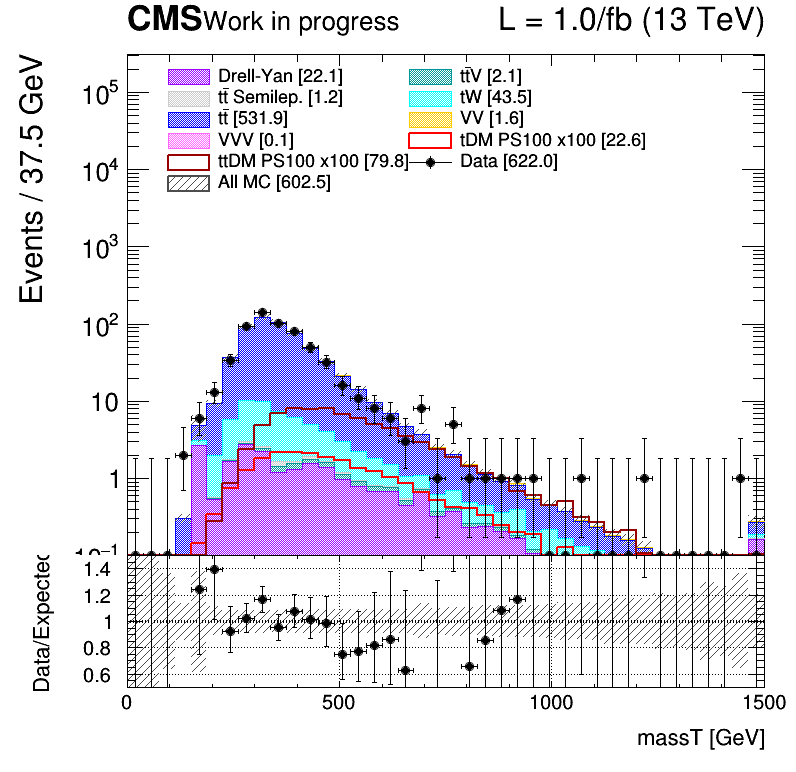 CMS Work in progress L = 1.0/fb (13 TeV)
Events / 37.5 GeV
Drell-Yan [22.1] tt̄V [2.1]
tt̄ Semilep. [1.2] tW [43.5]
tt̄ [531.9] VV [1.6]
VVV [0.1] tDM PS100 x100 [22.6]
ttDM PS100 x100 [79.8] Data [622.0]
All MC [602.5]
10⁵
10⁴
10³
10²
10
1
10⁻¹
Data/Expected
1.4
1.2
1
0.8
0.6
0 500 1000 1500
massT [GeV]